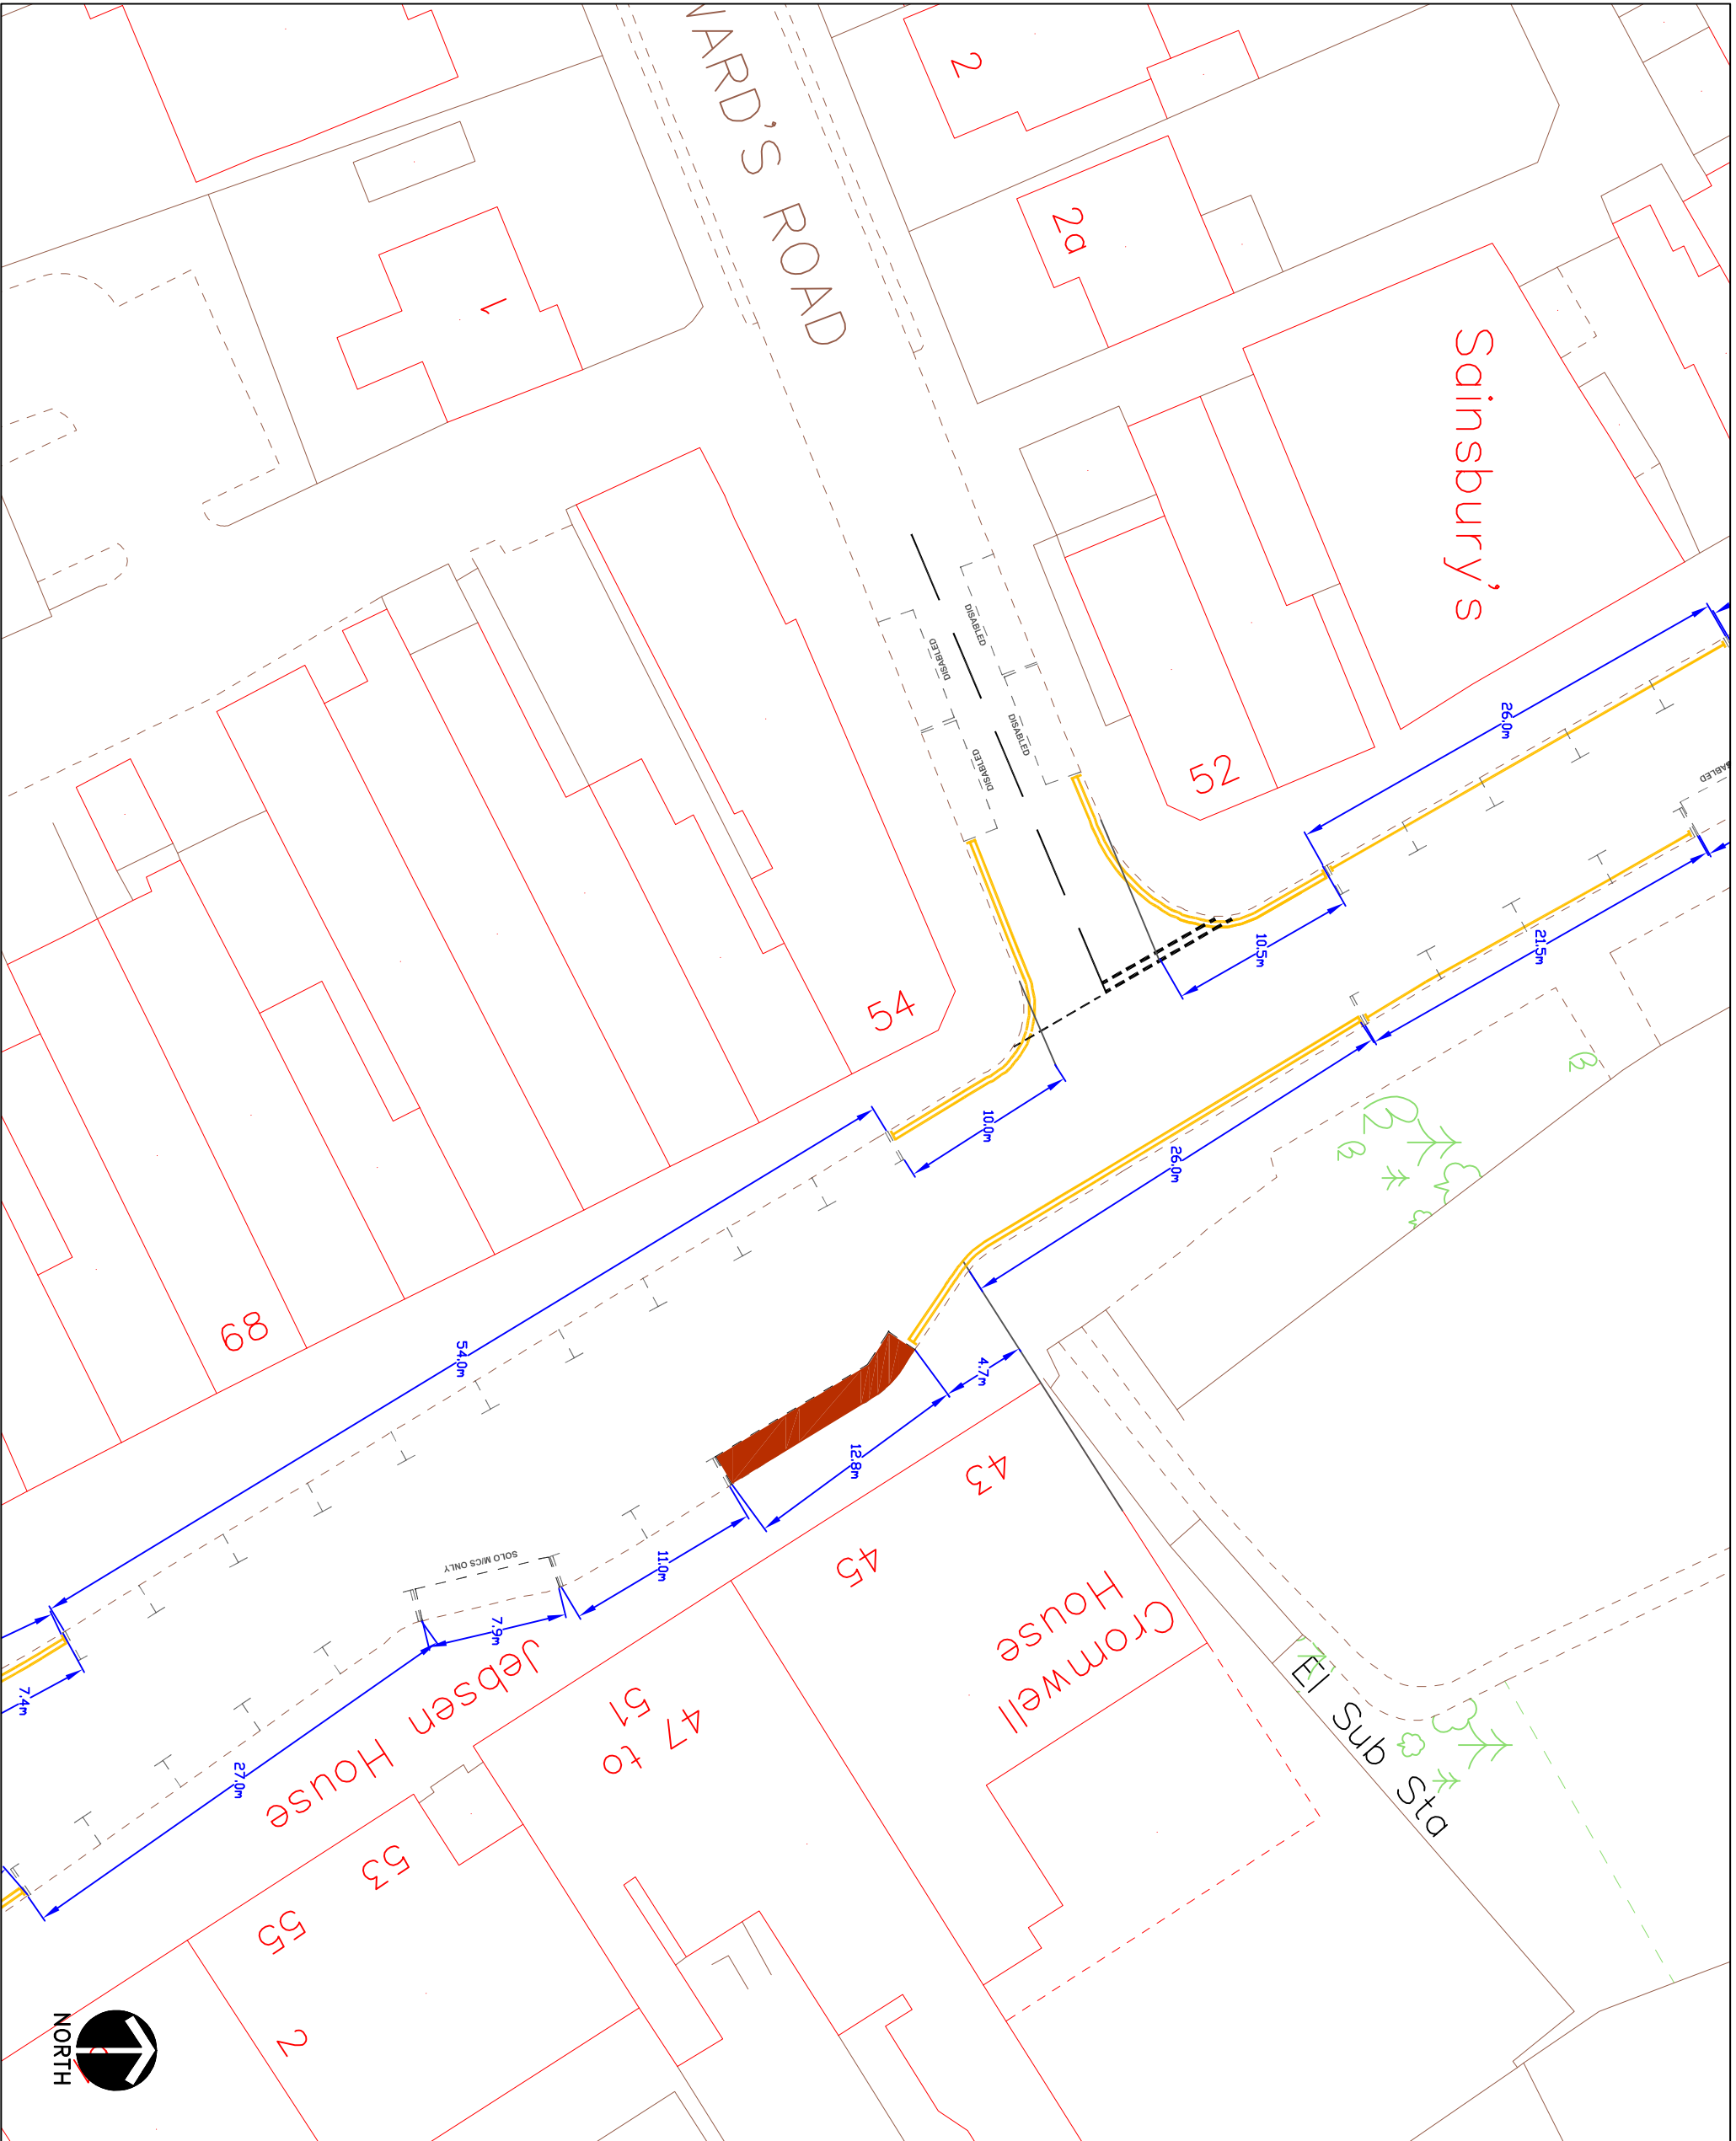 NARD'S ROAD
2
2a
1
Sainsbury's
52
54
68
DISABLED
DISABLED
DISABLED
DISABLED
ABLED
26.0m
21.5m
10.5m
10.0m
26.0m
54.0m
4.7m
12.8m
11.0m
7.9m
27.0m
7.4m
SOLO M/CS ONLY
43
45
Cromwell
House
47 to
51
Jebsen House
53
55
2
El Sub Sta
NORTH